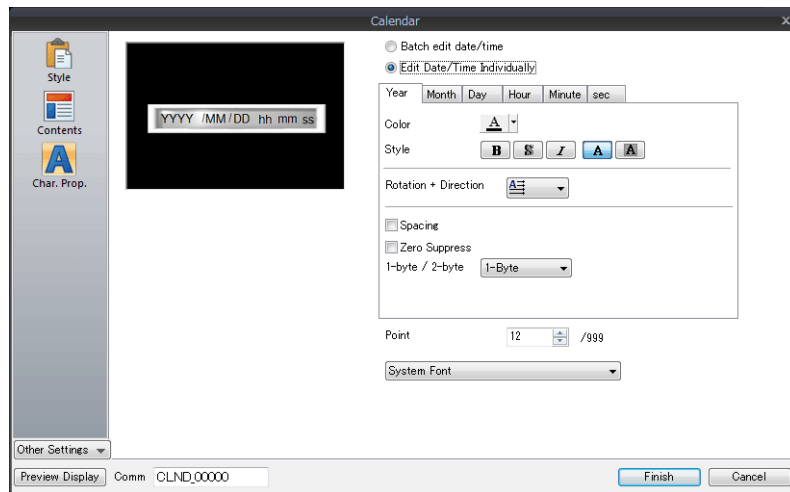 Calendar
x
Style
Contents
A
Char. Prop.
YYYY /MM/DD hh mm ss
Batch edit date/time
Edit Date/Time Individually
Year Month Day Hour Minute sec
Color A
Style B S I A A
Rotation + Direction A
Spacing
Zero Suppress
1-byte / 2-byte 1-Byte
Point 12 /999
System Font
Other Settings
Preview Display Comm CLND_00000 Finish Cancel